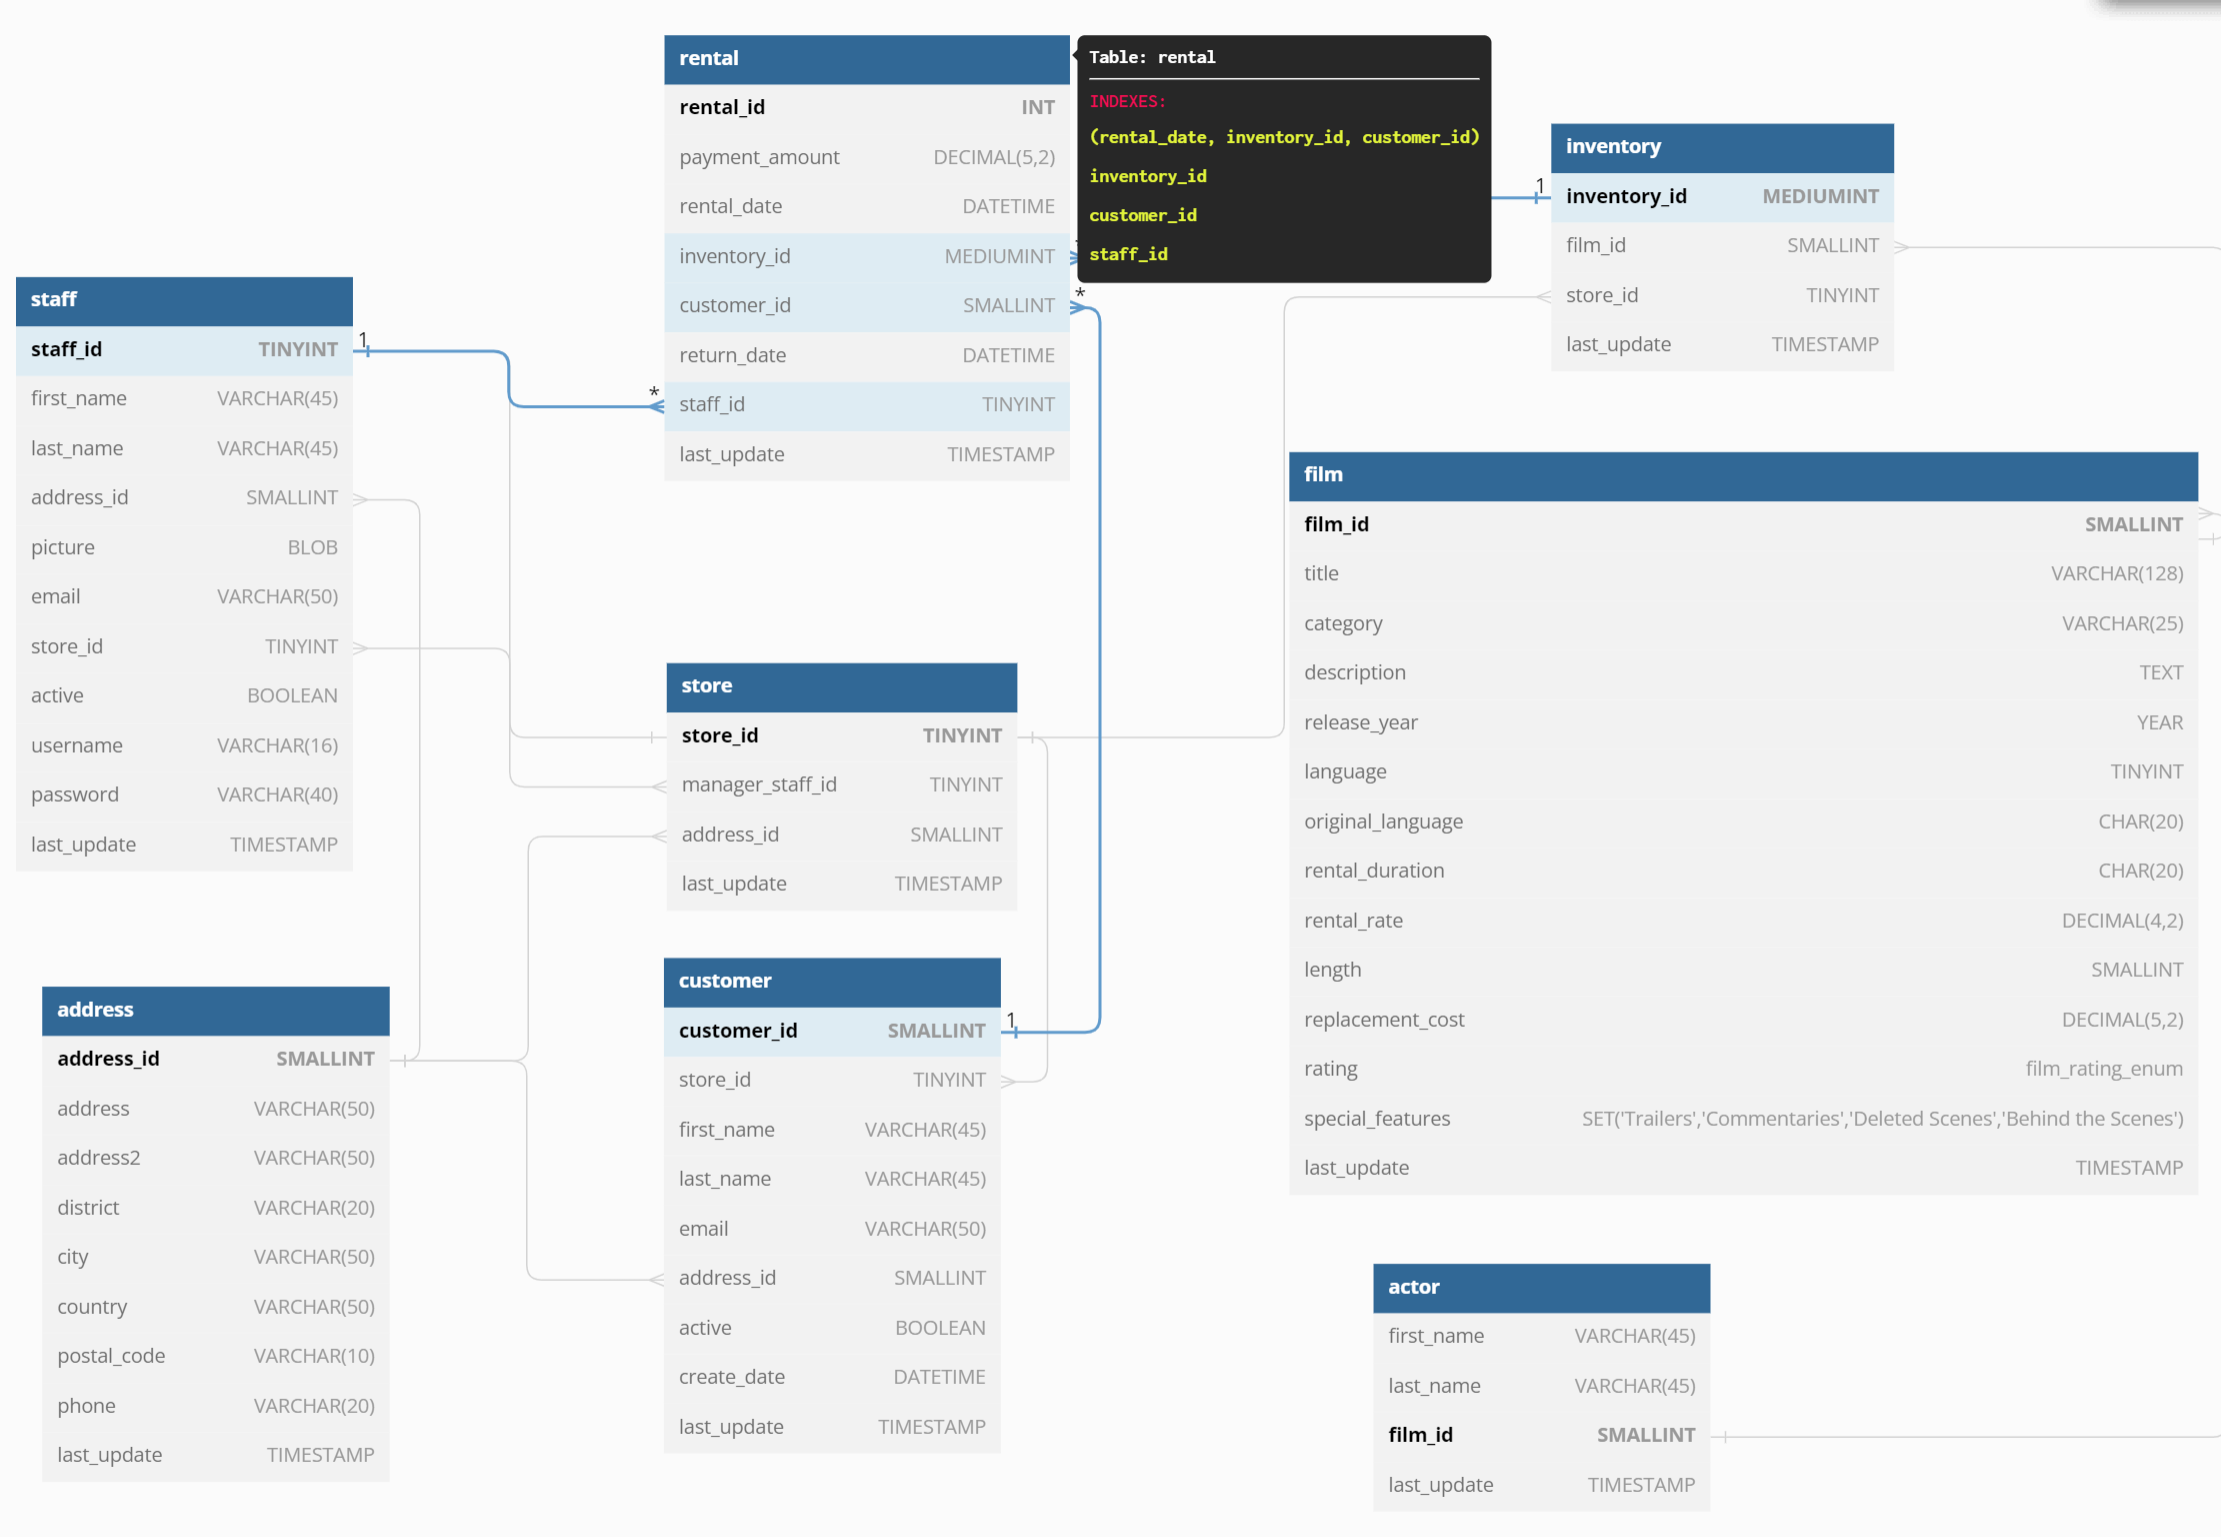 rental
rental_id INT
payment_amount DECIMAL(5,2)
rental_date DATETIME
inventory_id MEDIUMINT
customer_id SMALLINT
*
return_date DATETIME
*
staff_id TINYINT
last_update TIMESTAMP
Table: rental
INDEXES:
(rental_date, inventory_id, customer_id)
inventory_id
customer_id
staff_id
inventory
1
inventory_id MEDIUMINT
film_id SMALLINT
store_id TINYINT
last_update TIMESTAMP
staff
staff_id TINYINT
1
first_name VARCHAR(45)
last_name VARCHAR(45)
address_id SMALLINT
picture BLOB
email VARCHAR(50)
store_id TINYINT
active BOOLEAN
username VARCHAR(16)
password VARCHAR(40)
last_update TIMESTAMP
film
film_id SMALLINT
title VARCHAR(128)
category VARCHAR(25)
description TEXT
release_year YEAR
language TINYINT
original_language CHAR(20)
rental_duration CHAR(20)
rental_rate DECIMAL(4,2)
length SMALLINT
replacement_cost DECIMAL(5,2)
rating film_rating_enum
special_features SET('Trailers','Commentaries','Deleted Scenes','Behind the Scenes')
last_update TIMESTAMP
store
store_id TINYINT
manager_staff_id TINYINT
address_id SMALLINT
last_update TIMESTAMP
customer
customer_id SMALLINT
1
store_id TINYINT
first_name VARCHAR(45)
last_name VARCHAR(45)
email VARCHAR(50)
address_id SMALLINT
active BOOLEAN
create_date DATETIME
last_update TIMESTAMP
address
address_id SMALLINT
address VARCHAR(50)
address2 VARCHAR(50)
district VARCHAR(20)
city VARCHAR(50)
country VARCHAR(50)
postal_code VARCHAR(10)
phone VARCHAR(20)
last_update TIMESTAMP
actor
first_name VARCHAR(45)
last_name VARCHAR(45)
film_id SMALLINT
last_update TIMESTAMP